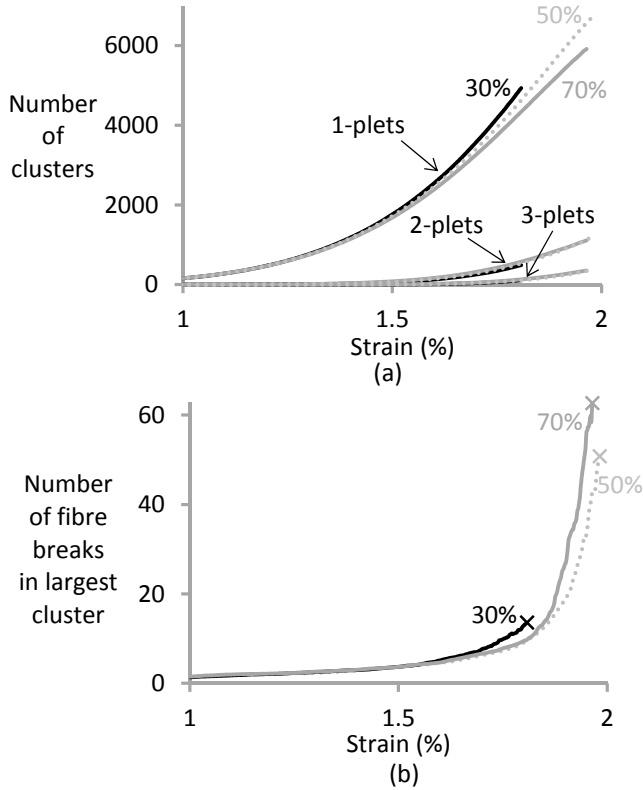 50%
6000
30%
70%
Number
of
clusters
4000
1-plets
2000
2-plets
3-plets
0
1
1.5
2
Strain (%)
(a)
60
70%
50%
Number
of fibre
breaks
in largest
cluster
40
20
30%
0
1
1.5
2
Strain (%)
(b)